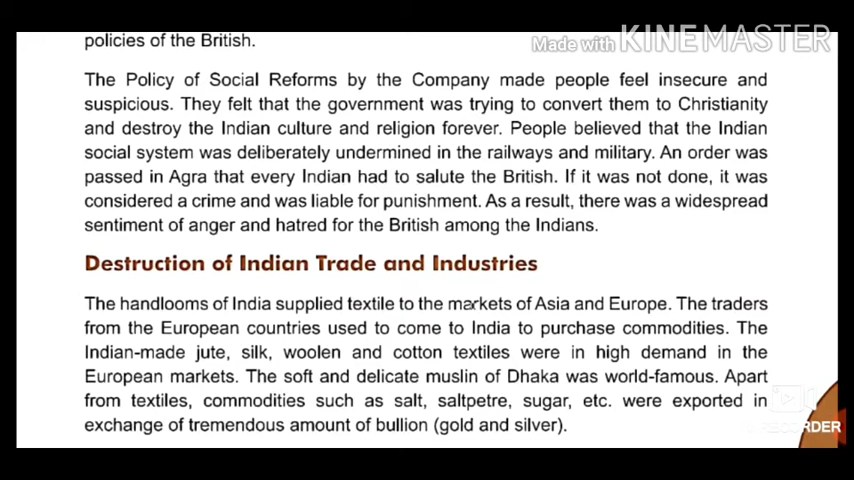 policies of the British.
Made with KINEMASTER
The Policy of Social Reforms by the Company made people feel insecure and
suspicious. They felt that the government was trying to convert them to Christianity
and destroy the Indian culture and religion forever. People believed that the Indian
social system was deliberately undermined in the railways and military. An order was
passed in Agra that every Indian had to salute the British. If it was not done, it was
considered a crime and was liable for punishment. As a result, there was a widespread
sentiment of anger and hatred for the British among the Indians.
Destruction of Indian Trade and Industries
The handlooms of India supplied textile to the markets of Asia and Europe. The traders
from the European countries used to come to India to purchase commodities. The
Indian-made jute, silk, woolen and cotton textiles were in high demand in the
European markets. The soft and delicate muslin of Dhaka was world-famous. Apart
from textiles, commodities such as salt, saltpetre, sugar, etc. were exported in
exchange of tremendous amount of bullion (gold and silver).
RECORDER